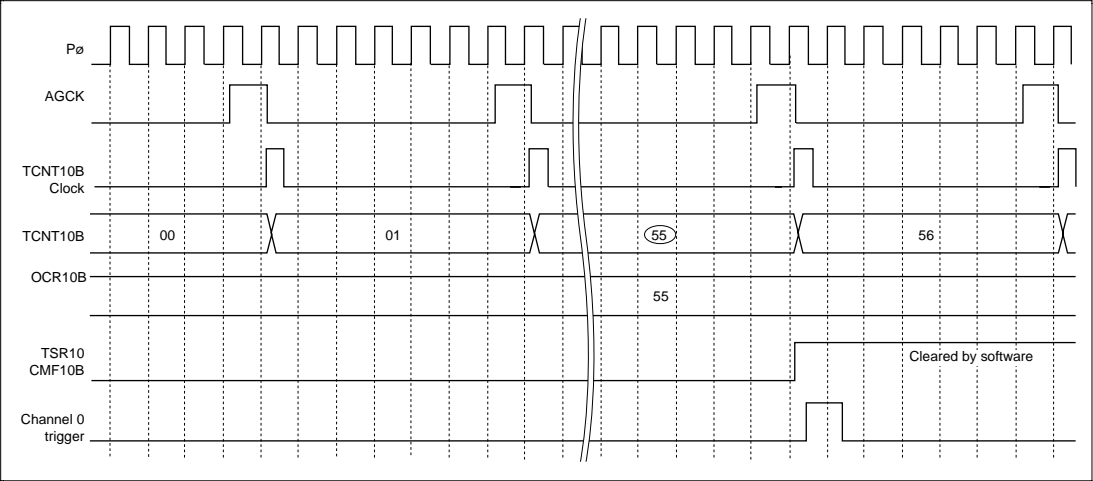 Pø
AGCK
TCNT10B
Clock
TCNT10B
00
01
55
56
OCR10B
55
TSR10
CMF10B
Cleared by software
Channel 0
trigger